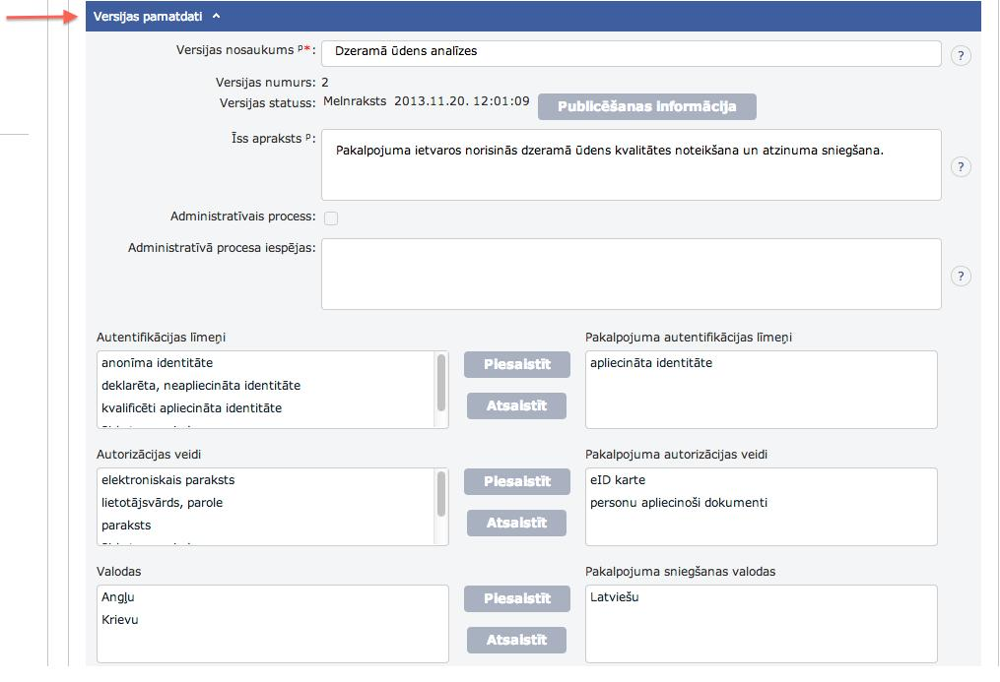 Versijas pamatdati
Versijas nosaukums P*: Dzeramā ūdens analīzes ?
Versijas numurs: 2
Versijas statuss: Melnraksts 2013.11.20. 12:01:09 Publicēšanas informācija
Īss apraksts P: Pakalpojuma ietvaros norisinās dzeramā ūdens kvalitātes noteikšana un atzinuma sniegšana. ?
Administratīvais process:
Administratīvā procesa iespējas: ?
Autentifikācijas līmeņi Pakalpojuma autentifikācijas līmeņi
anonīma identitāte Piesaistīt apliecināta identitāte
deklarēta, neapliecināta identitāte
kvalificēti apliecināta identitāte Atsaistīt
Autorizācijas veidi Pakalpojuma autorizācijas veidi
elektroniskais paraksts Piesaistīt eID karte
lietotājsvārds, parole personu apliecinoši dokumenti
paraksts Atsaistīt
Valodas Pakalpojuma sniegšanas valodas
Angļu Piesaistīt Latviešu
Krievu
Atsaistīt